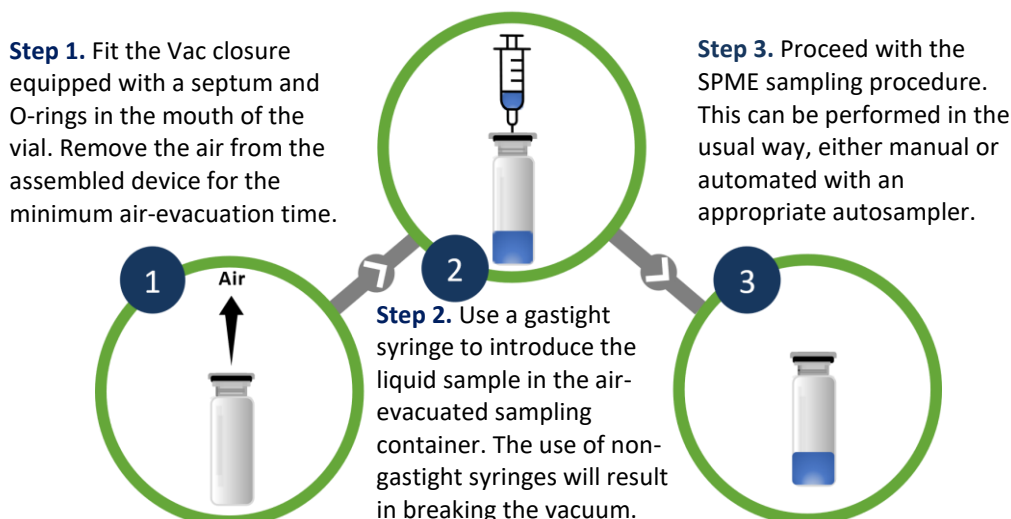 Step 1. Fit the Vac closure
equipped with a septum and
O-rings in the mouth of the
vial. Remove the air from the
assembled device for the
minimum air-evacuation time.
1
Air
2
Step 2. Use a gastight
syringe to introduce the
liquid sample in the air-
evacuated sampling
container. The use of non-
gastight syringes will result
in breaking the vacuum.
Step 3. Proceed with the
SPME sampling procedure.
This can be performed in the
usual way, either manual or
automated with an
appropriate autosampler.
3